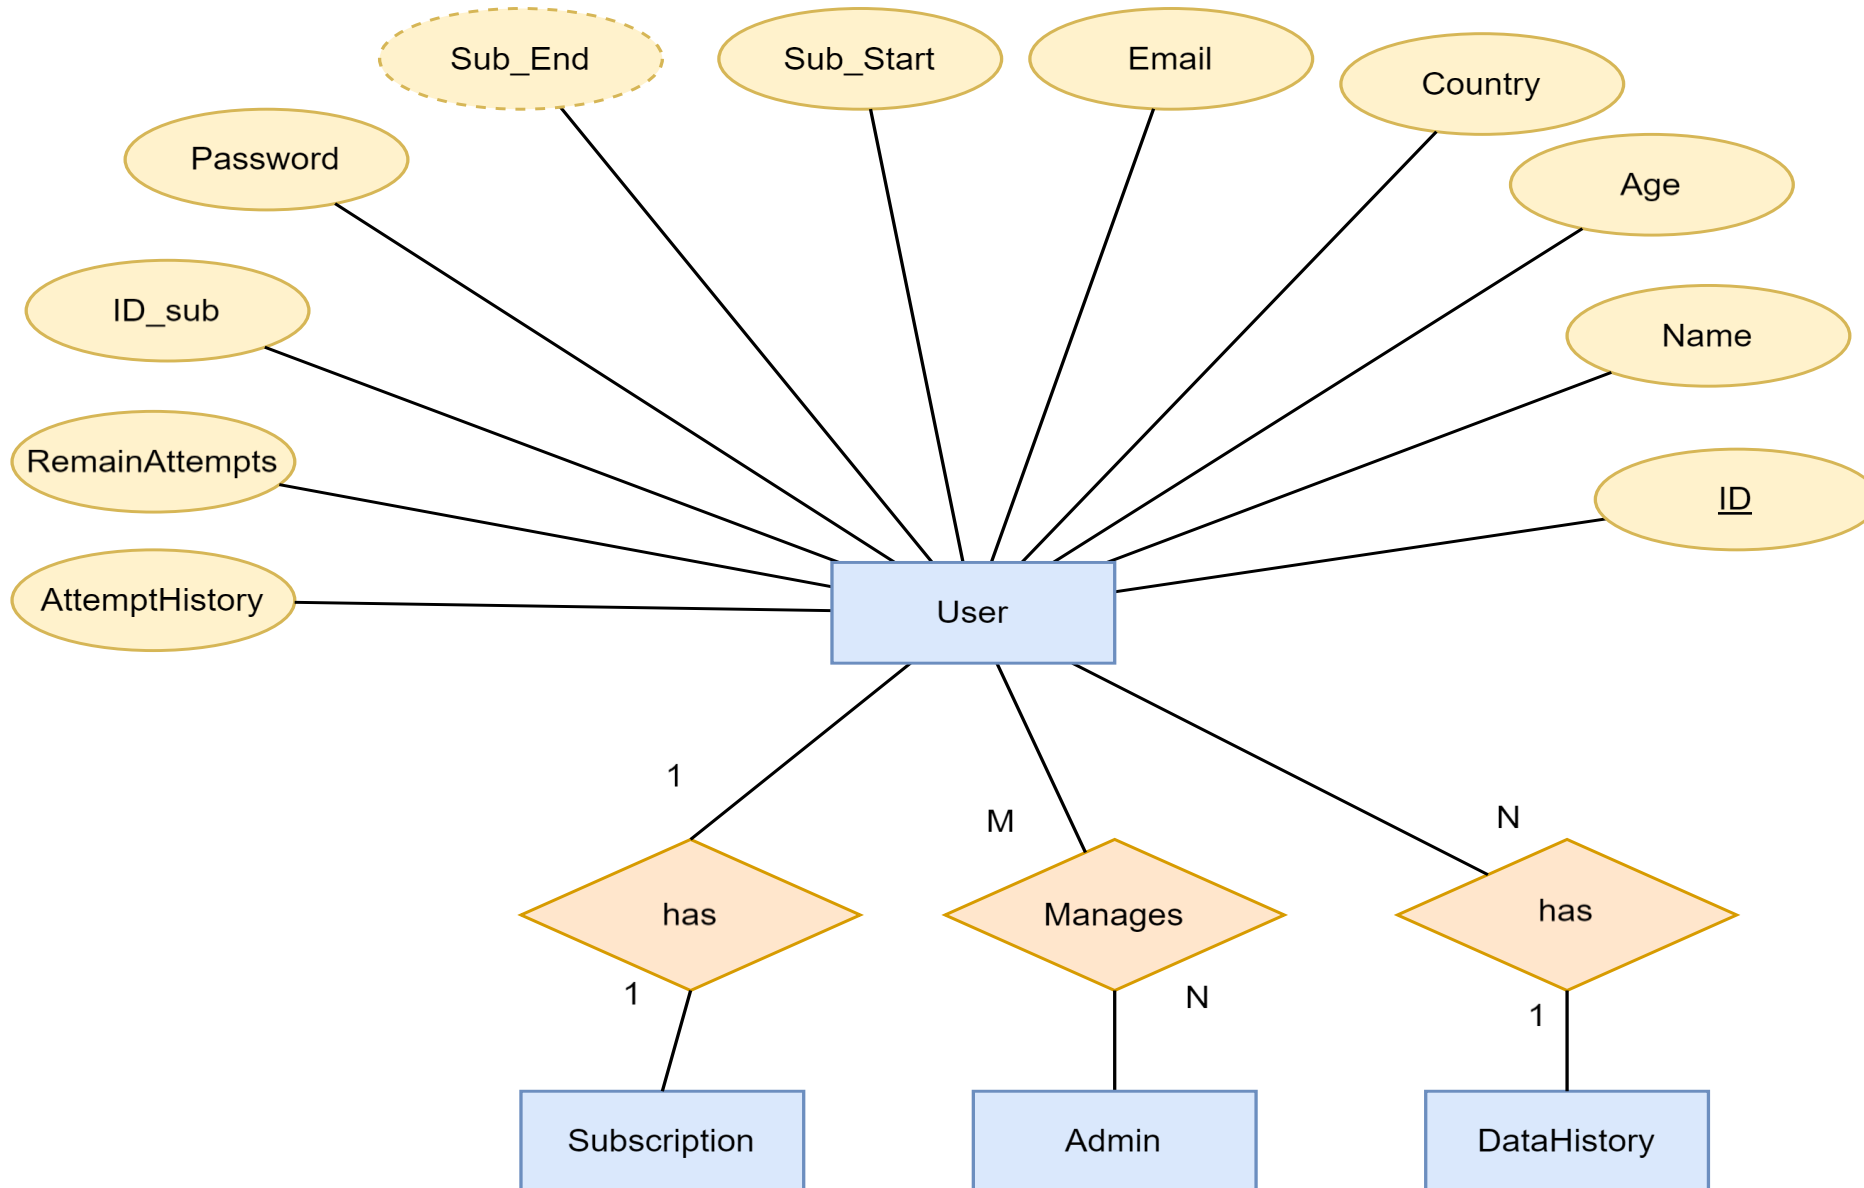 Sub_End
Sub_Start
Email
Country
Password
Age
ID_sub
Name
RemainAttempts
ID
AttemptHistory
User
1
M
N
has
Manages
has
1
N
1
Subscription
Admin
DataHistory